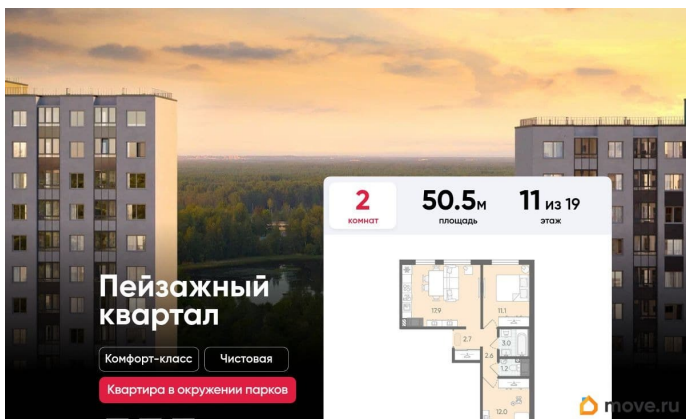 2
комнат
50.5м
площадь
11 из 19
этаж
Пейзажный
квартал
Комфорт-класс
Чистовая
Квартира в окружении парков
17.9
11.1
2.7
3.0
2.6
1.2
12.0
move.ru